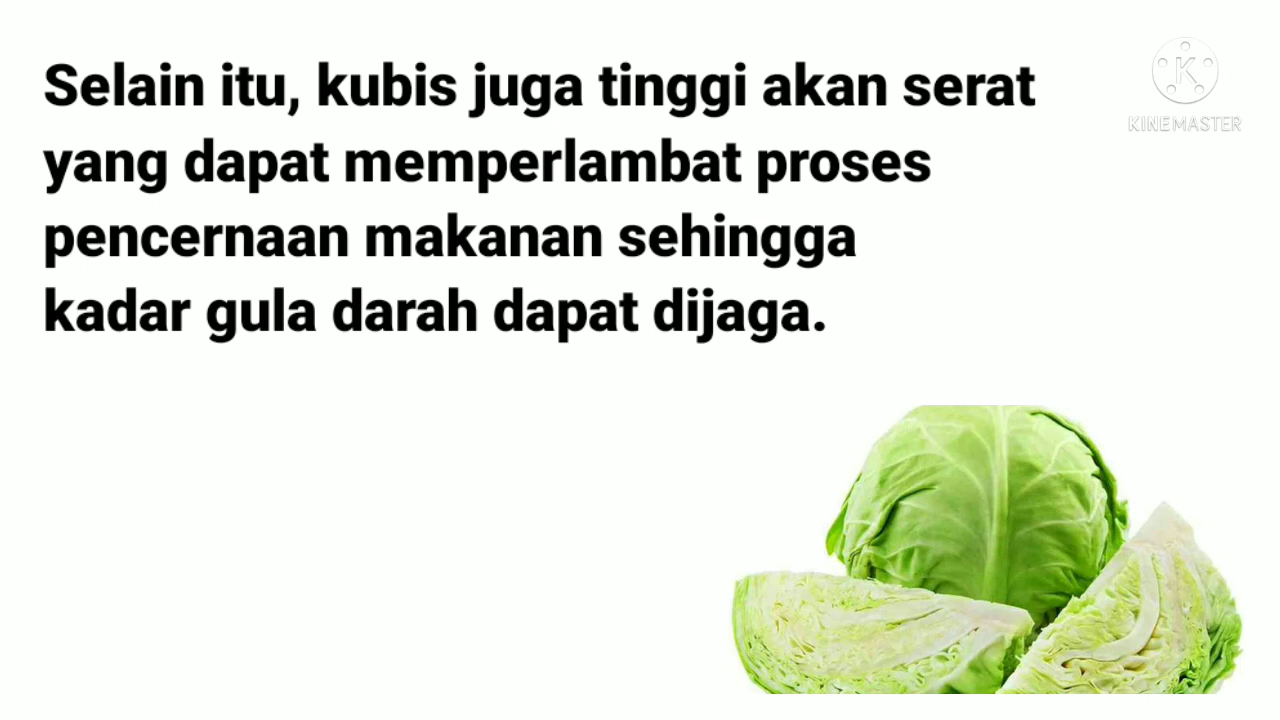 Selain itu, kubis juga tinggi akan serat
yang dapat memperlambat proses
pencernaan makanan sehingga
kadar gula darah dapat dijaga.
K
KINEMASTER